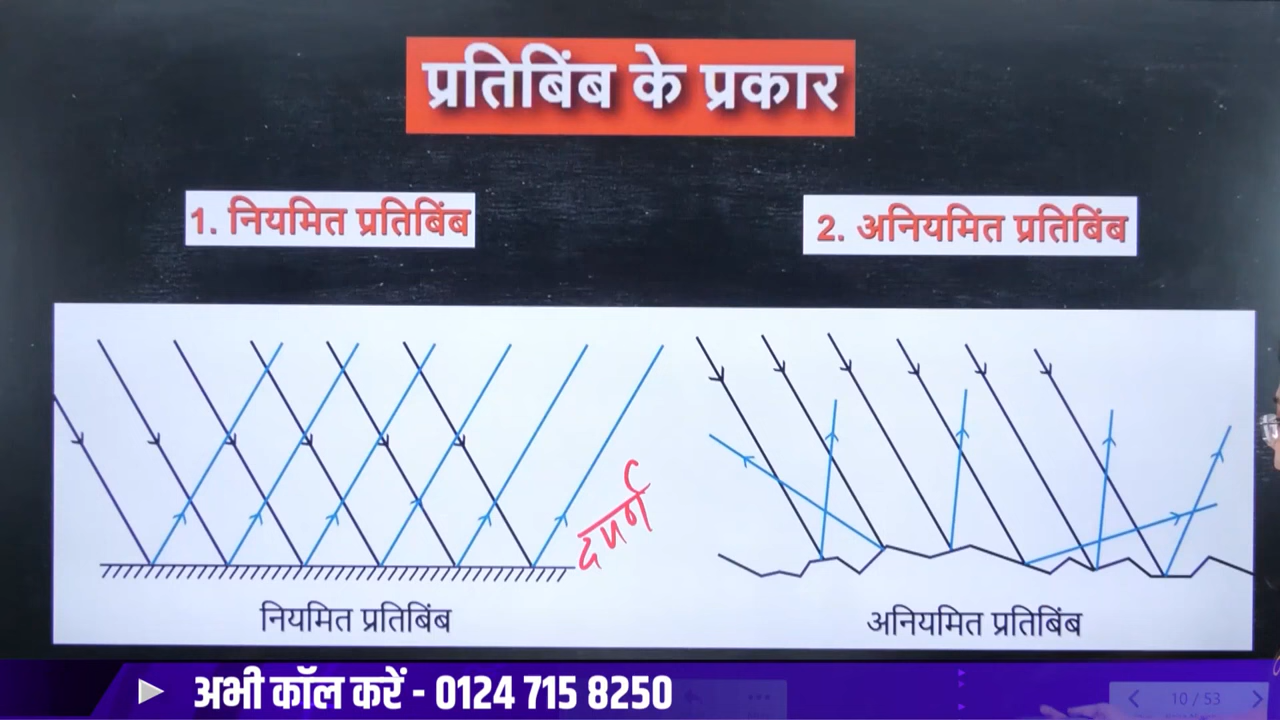 प्रतिबिंब के प्रकार
1. नियमित प्रतिबिंब
2. अनियमित प्रतिबिंब
दर्पण
नियमित प्रतिबिंब
अनियमित प्रतिबिंब
अभी कॉल करें - 0124 715 8250
10 / 53